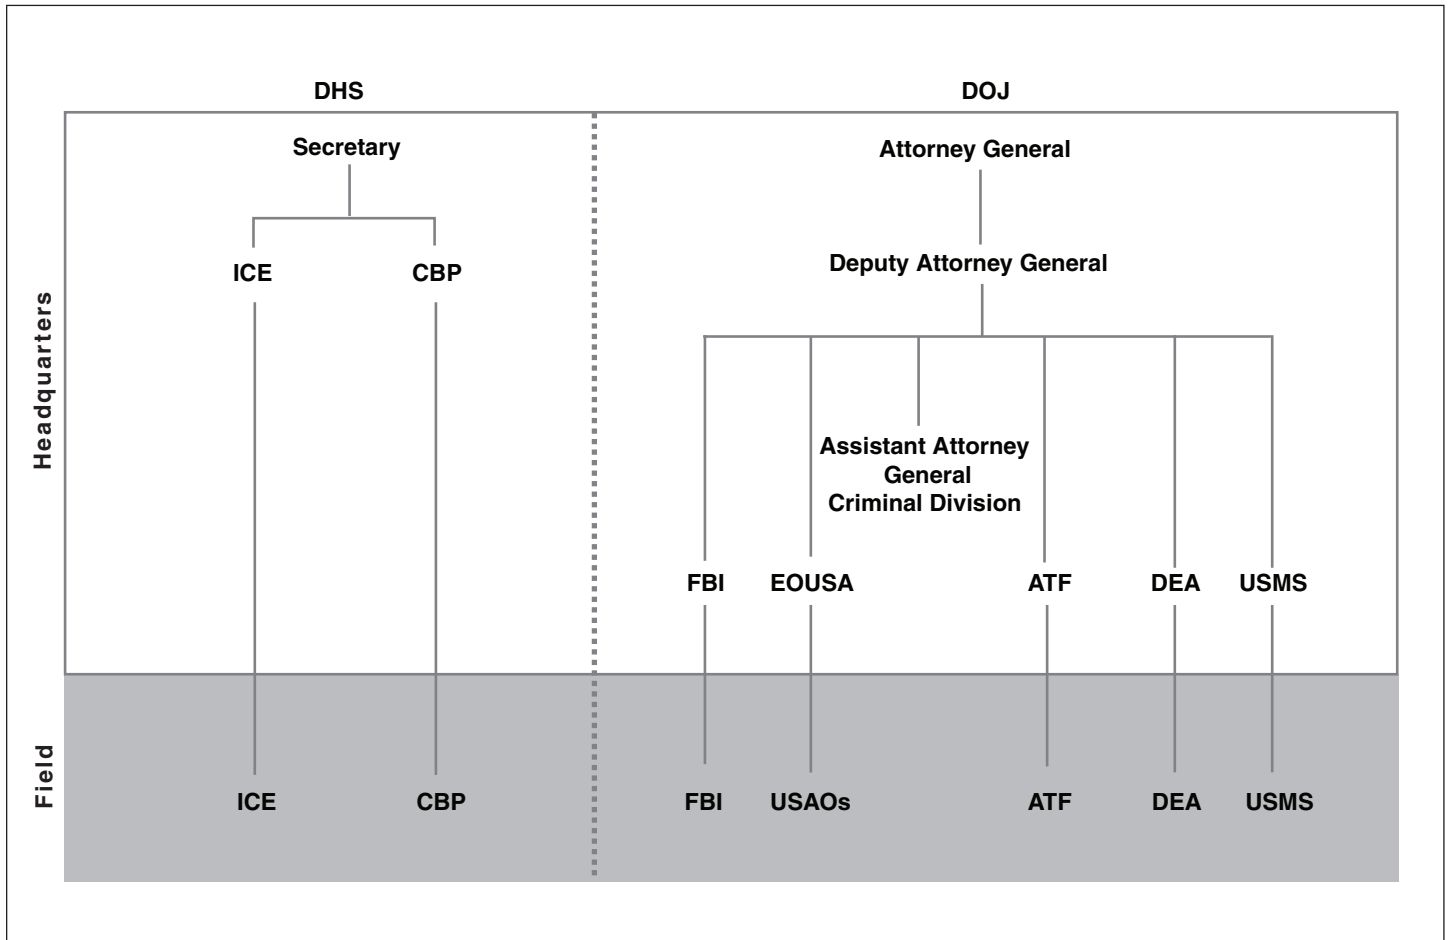 DHS
DOJ
Secretary
Attorney General
Deputy Attorney General
ICE
CBP
Headquarters
Assistant Attorney
General
Criminal Division
FBI
EOUSA
ATF
DEA
USMS
Field
ICE
CBP
FBI
USAOs
ATF
DEA
USMS